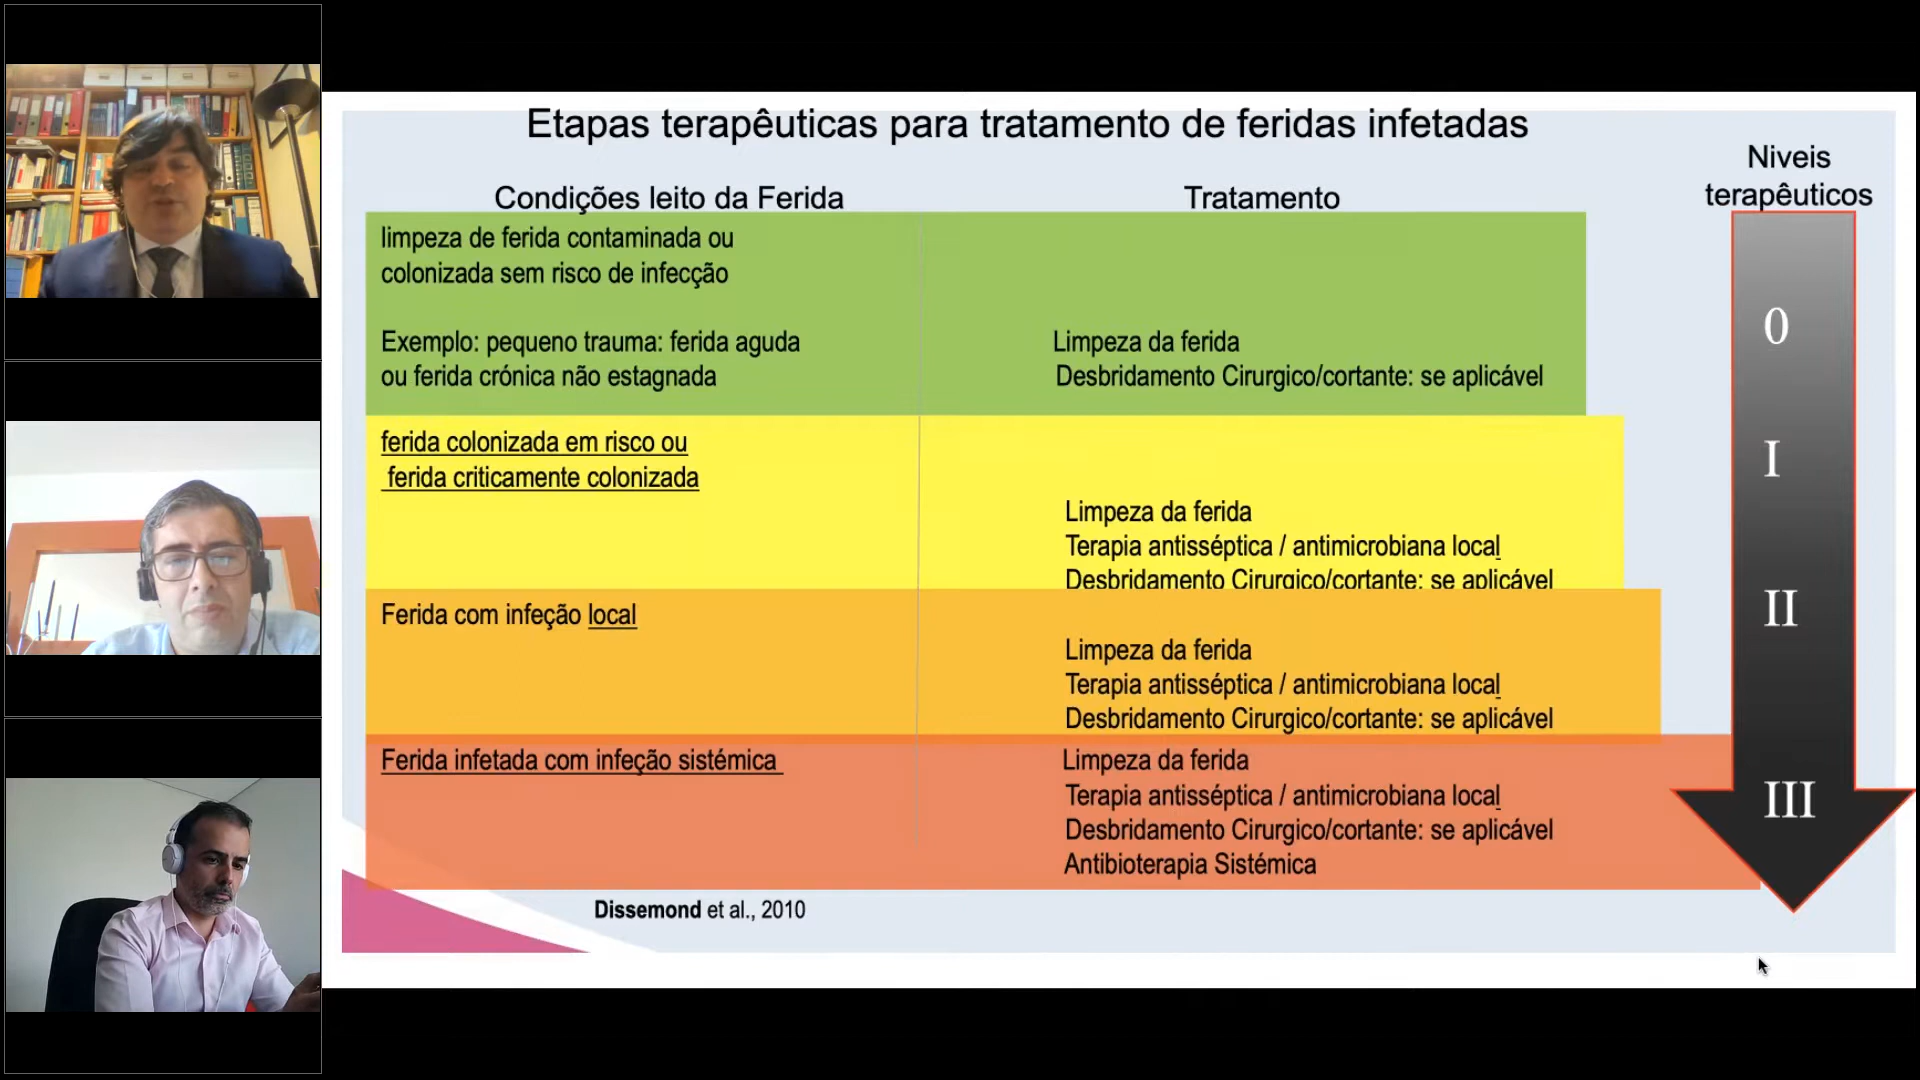 Etapas terapêuticas para tratamento de feridas infetadas
Niveis
terapêuticos
Condições leito da Ferida
Tratamento
limpeza de ferida contaminada ou
colonizada sem risco de infecção
Exemplo: pequeno trauma: ferida aguda
ou ferida crónica não estagnada
Limpeza da ferida
Desbridamento Cirurgico/cortante: se aplicável
0
ferida colonizada em risco ou
ferida criticamente colonizada
Limpeza da ferida
Terapia antisséptica / antimicrobiana local
Desbridamento Cirurgico/cortante: se aplicável
I
Ferida com infeção local
Limpeza da ferida
Terapia antisséptica / antimicrobiana local
Desbridamento Cirurgico/cortante: se aplicável
II
Ferida infetada com infeção sistémica
Limpeza da ferida
Terapia antisséptica / antimicrobiana local
Desbridamento Cirurgico/cortante: se aplicável
Antibioterapia Sistémica
III
Dissemond et al., 2010